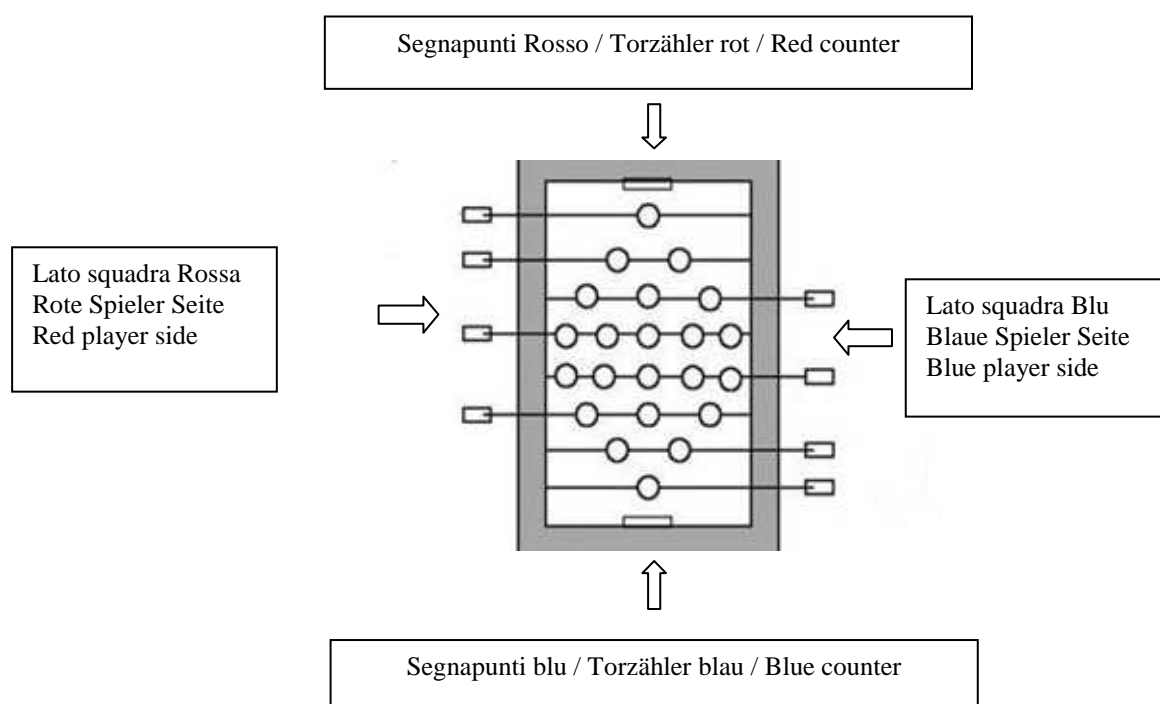 Segnapunti Rosso / Torzähler rot / Red counter
Lato squadra Rossa
Rote Spieler Seite
Red player side
Lato squadra Blu
Blaue Spieler Seite
Blue player side
Segnapunti blu / Torzähler blau / Blue counter